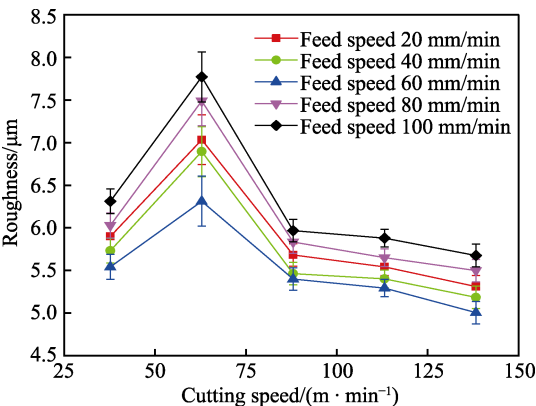 8.5
8.0
7.5
7.0
6.5
6.0
5.5
5.0
4.5
Roughness/μm
Feed speed 20 mm/min
Feed speed 40 mm/min
Feed speed 60 mm/min
Feed speed 80 mm/min
Feed speed 100 mm/min
25 50 75 100 125 150
Cutting speed/(m · min⁻¹)